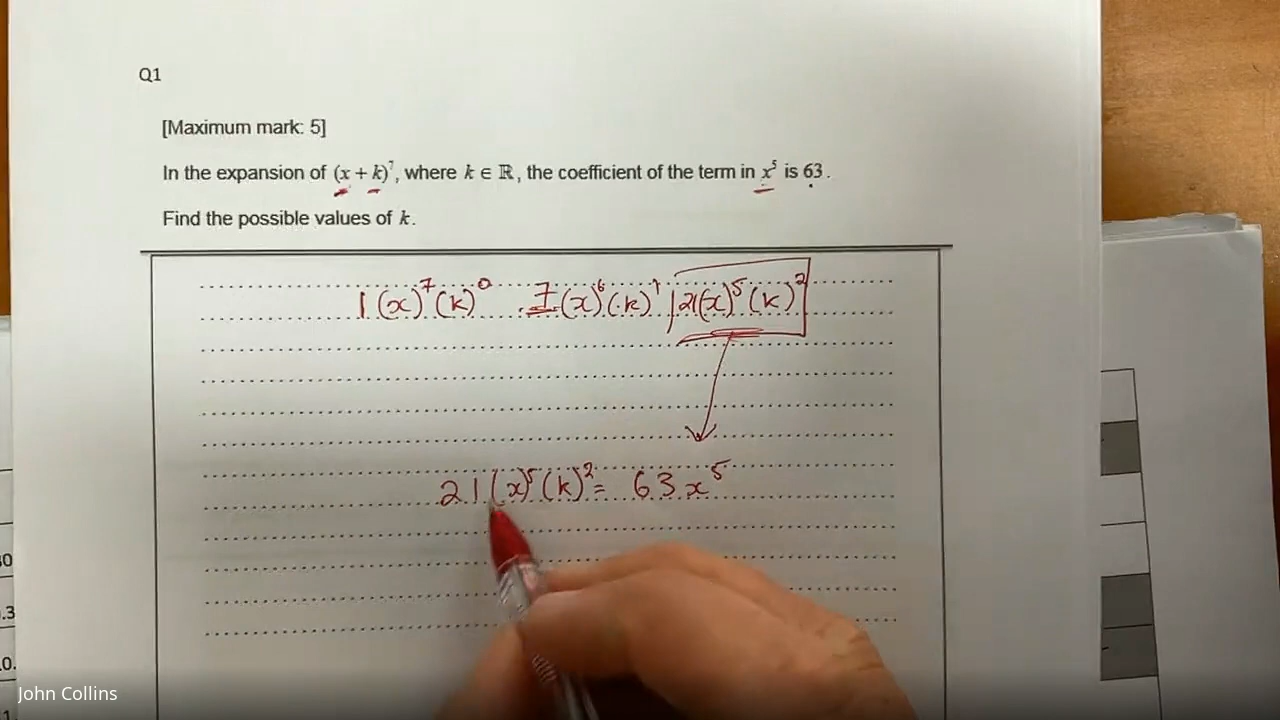 Q1
[Maximum mark: 5]
In the expansion of (x + k)⁷, where k ∈ ℝ, the coefficient of the term in x⁵ is 63.
Find the possible values of k.
1(x)⁷(k)⁰ 7(x)⁶(k)¹ 21(x)⁵(k)²
21(x)⁵(k)² = 63x⁵
John Collins